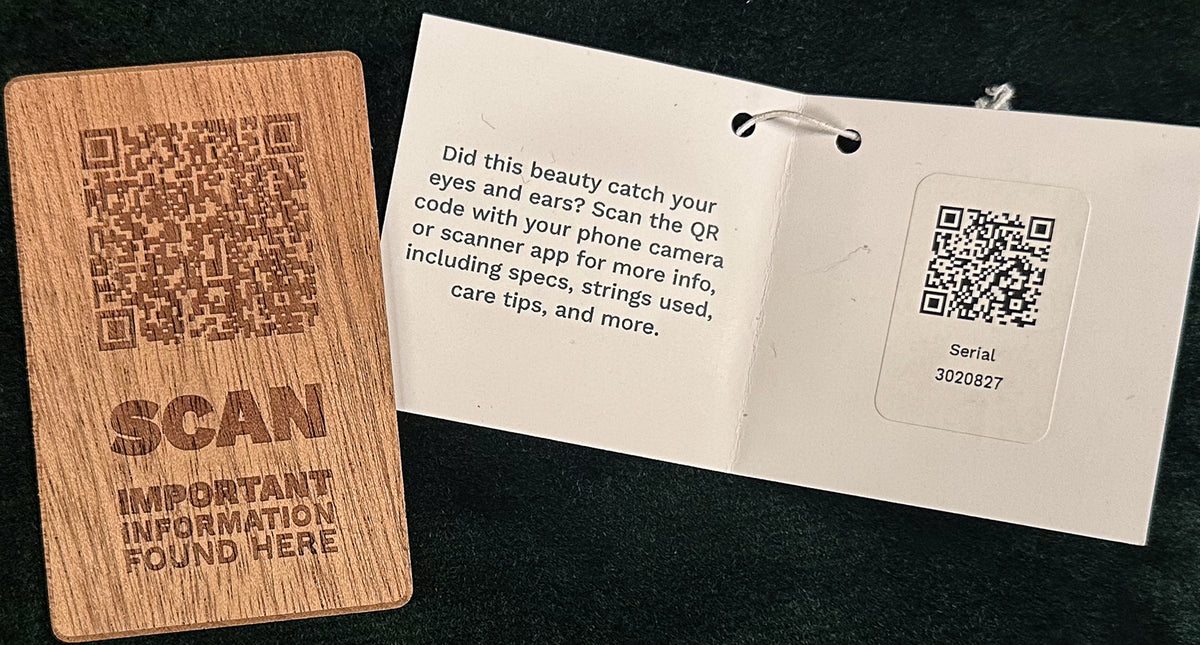 SCAN
IMPORTANT
INFORMATION
FOUND HERE
Did this beauty catch your
eyes and ears? Scan the QR
code with your phone camera
or scanner app for more info,
including specs, strings used,
care tips, and more.
Serial
3020827